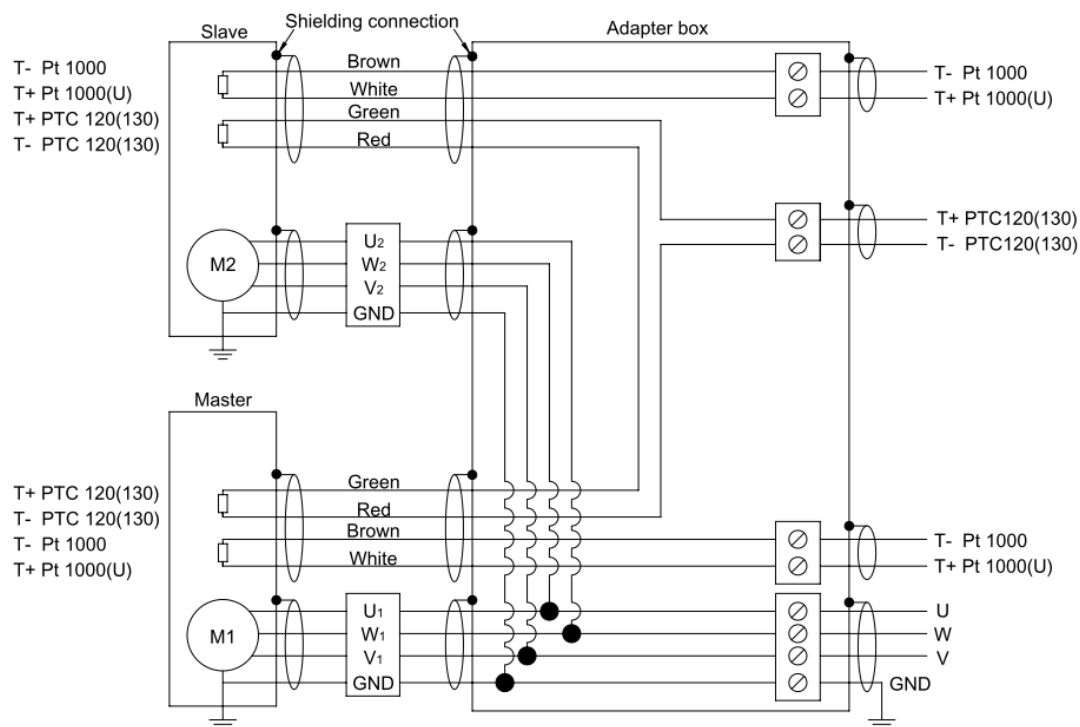 Shielding connection
Slave
Adapter box
T- Pt 1000
T+ Pt 1000(U)
T+ PTC 120(130)
T- PTC 120(130)
Brown
White
Green
Red
T- Pt 1000
T+ Pt 1000(U)
T+ PTC120(130)
T- PTC120(130)
M2
U2
W2
V2
GND
Master
T+ PTC 120(130)
T- PTC 120(130)
T- Pt 1000
T+ Pt 1000(U)
Green
Red
Brown
White
T- Pt 1000
T+ Pt 1000(U)
M1
U1
W1
V1
GND
U
W
V
GND